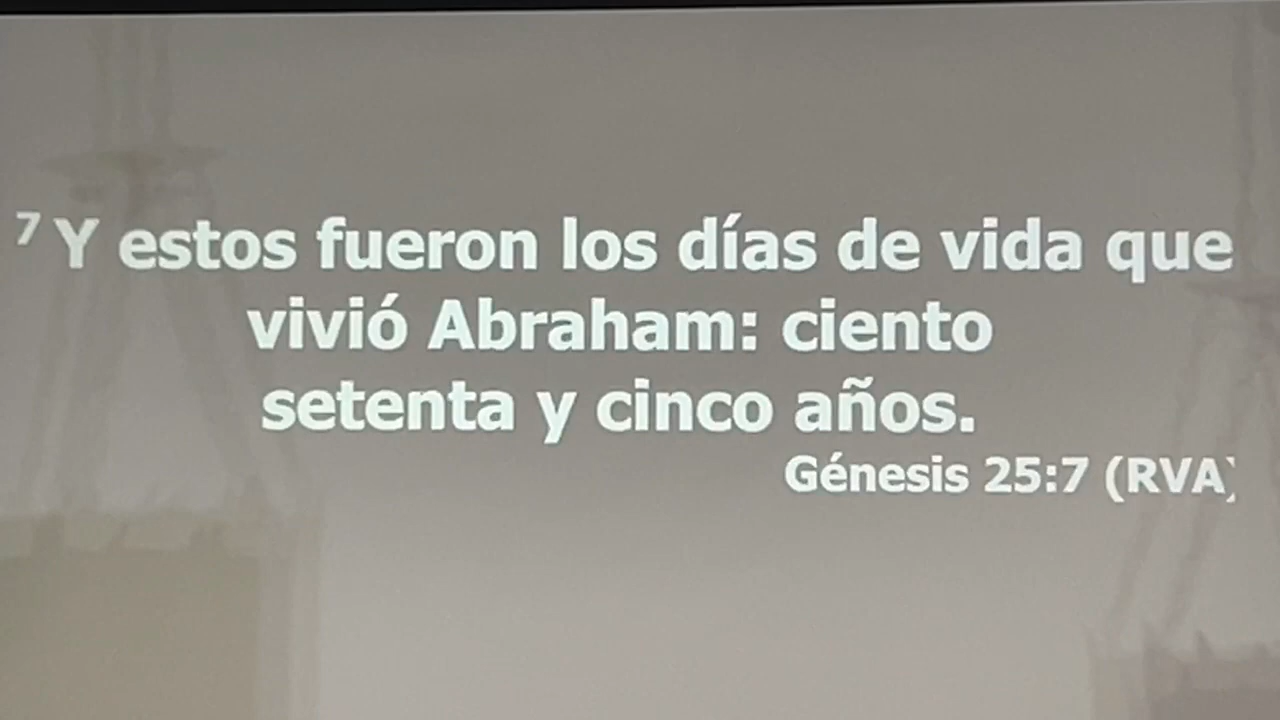 7 Y estos fueron los días de vida que
vivió Abraham: ciento
setenta y cinco años.
Génesis 25:7 (RVA)